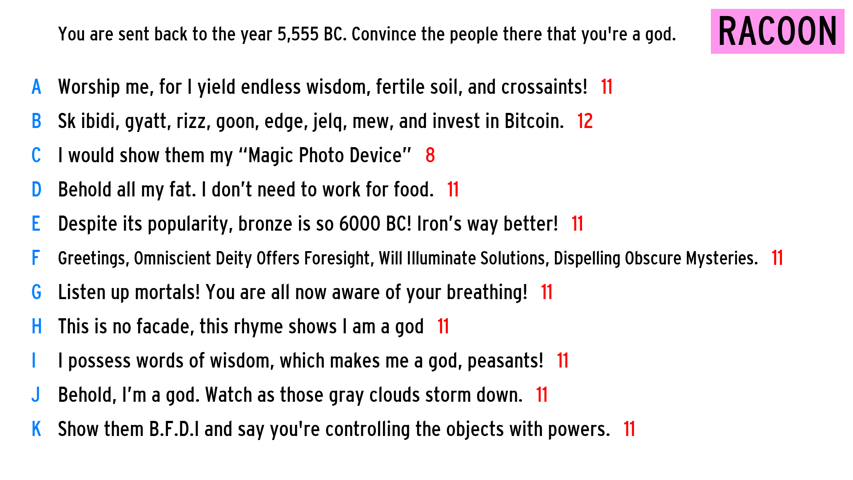 You are sent back to the year 5,555 BC. Convince the people there that you're a god.
RACOON
A Worship me, for I yield endless wisdom, fertile soil, and crossaints! 11
B Sk ibidi, gyatt, rizz, goon, edge, jelq, mew, and invest in Bitcoin. 12
C I would show them my “Magic Photo Device” 8
D Behold all my fat. I don’t need to work for food. 11
E Despite its popularity, bronze is so 6000 BC! Iron’s way better! 11
F Greetings, Omniscient Deity Offers Foresight, Will Illuminate Solutions, Dispelling Obscure Mysteries. 11
G Listen up mortals! You are all now aware of your breathing! 11
H This is no facade, this rhyme shows I am a god 11
I I possess words of wisdom, which makes me a god, peasants! 11
J Behold, I’m a god. Watch as those gray clouds storm down. 11
K Show them B.F.D.I and say you're controlling the objects with powers. 11